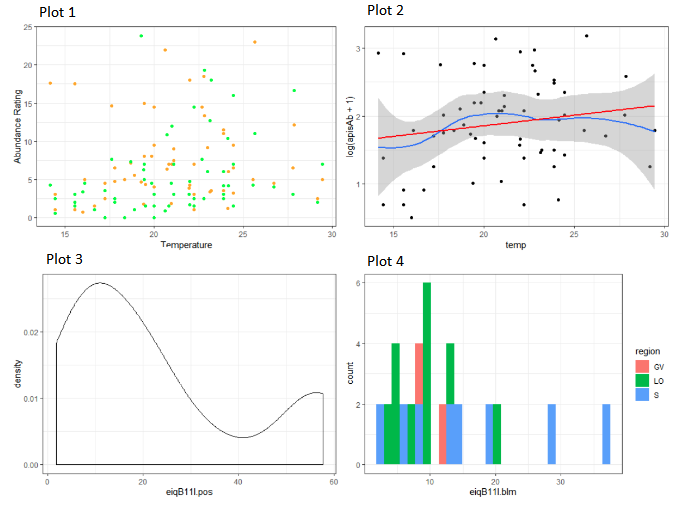 Plot 1
25
20
15
10
5
0
Abundance Rating
15
20
25
30
Temperature
Plot 2
3
2
1
log(apisAb + 1)
15
20
25
30
temp
Plot 3
0.02
0.01
0.00
density
0
20
40
60
eiqB11l.pos
Plot 4
6
4
2
0
count
10
20
30
eiqB11l.blm
region
GV
LO
S